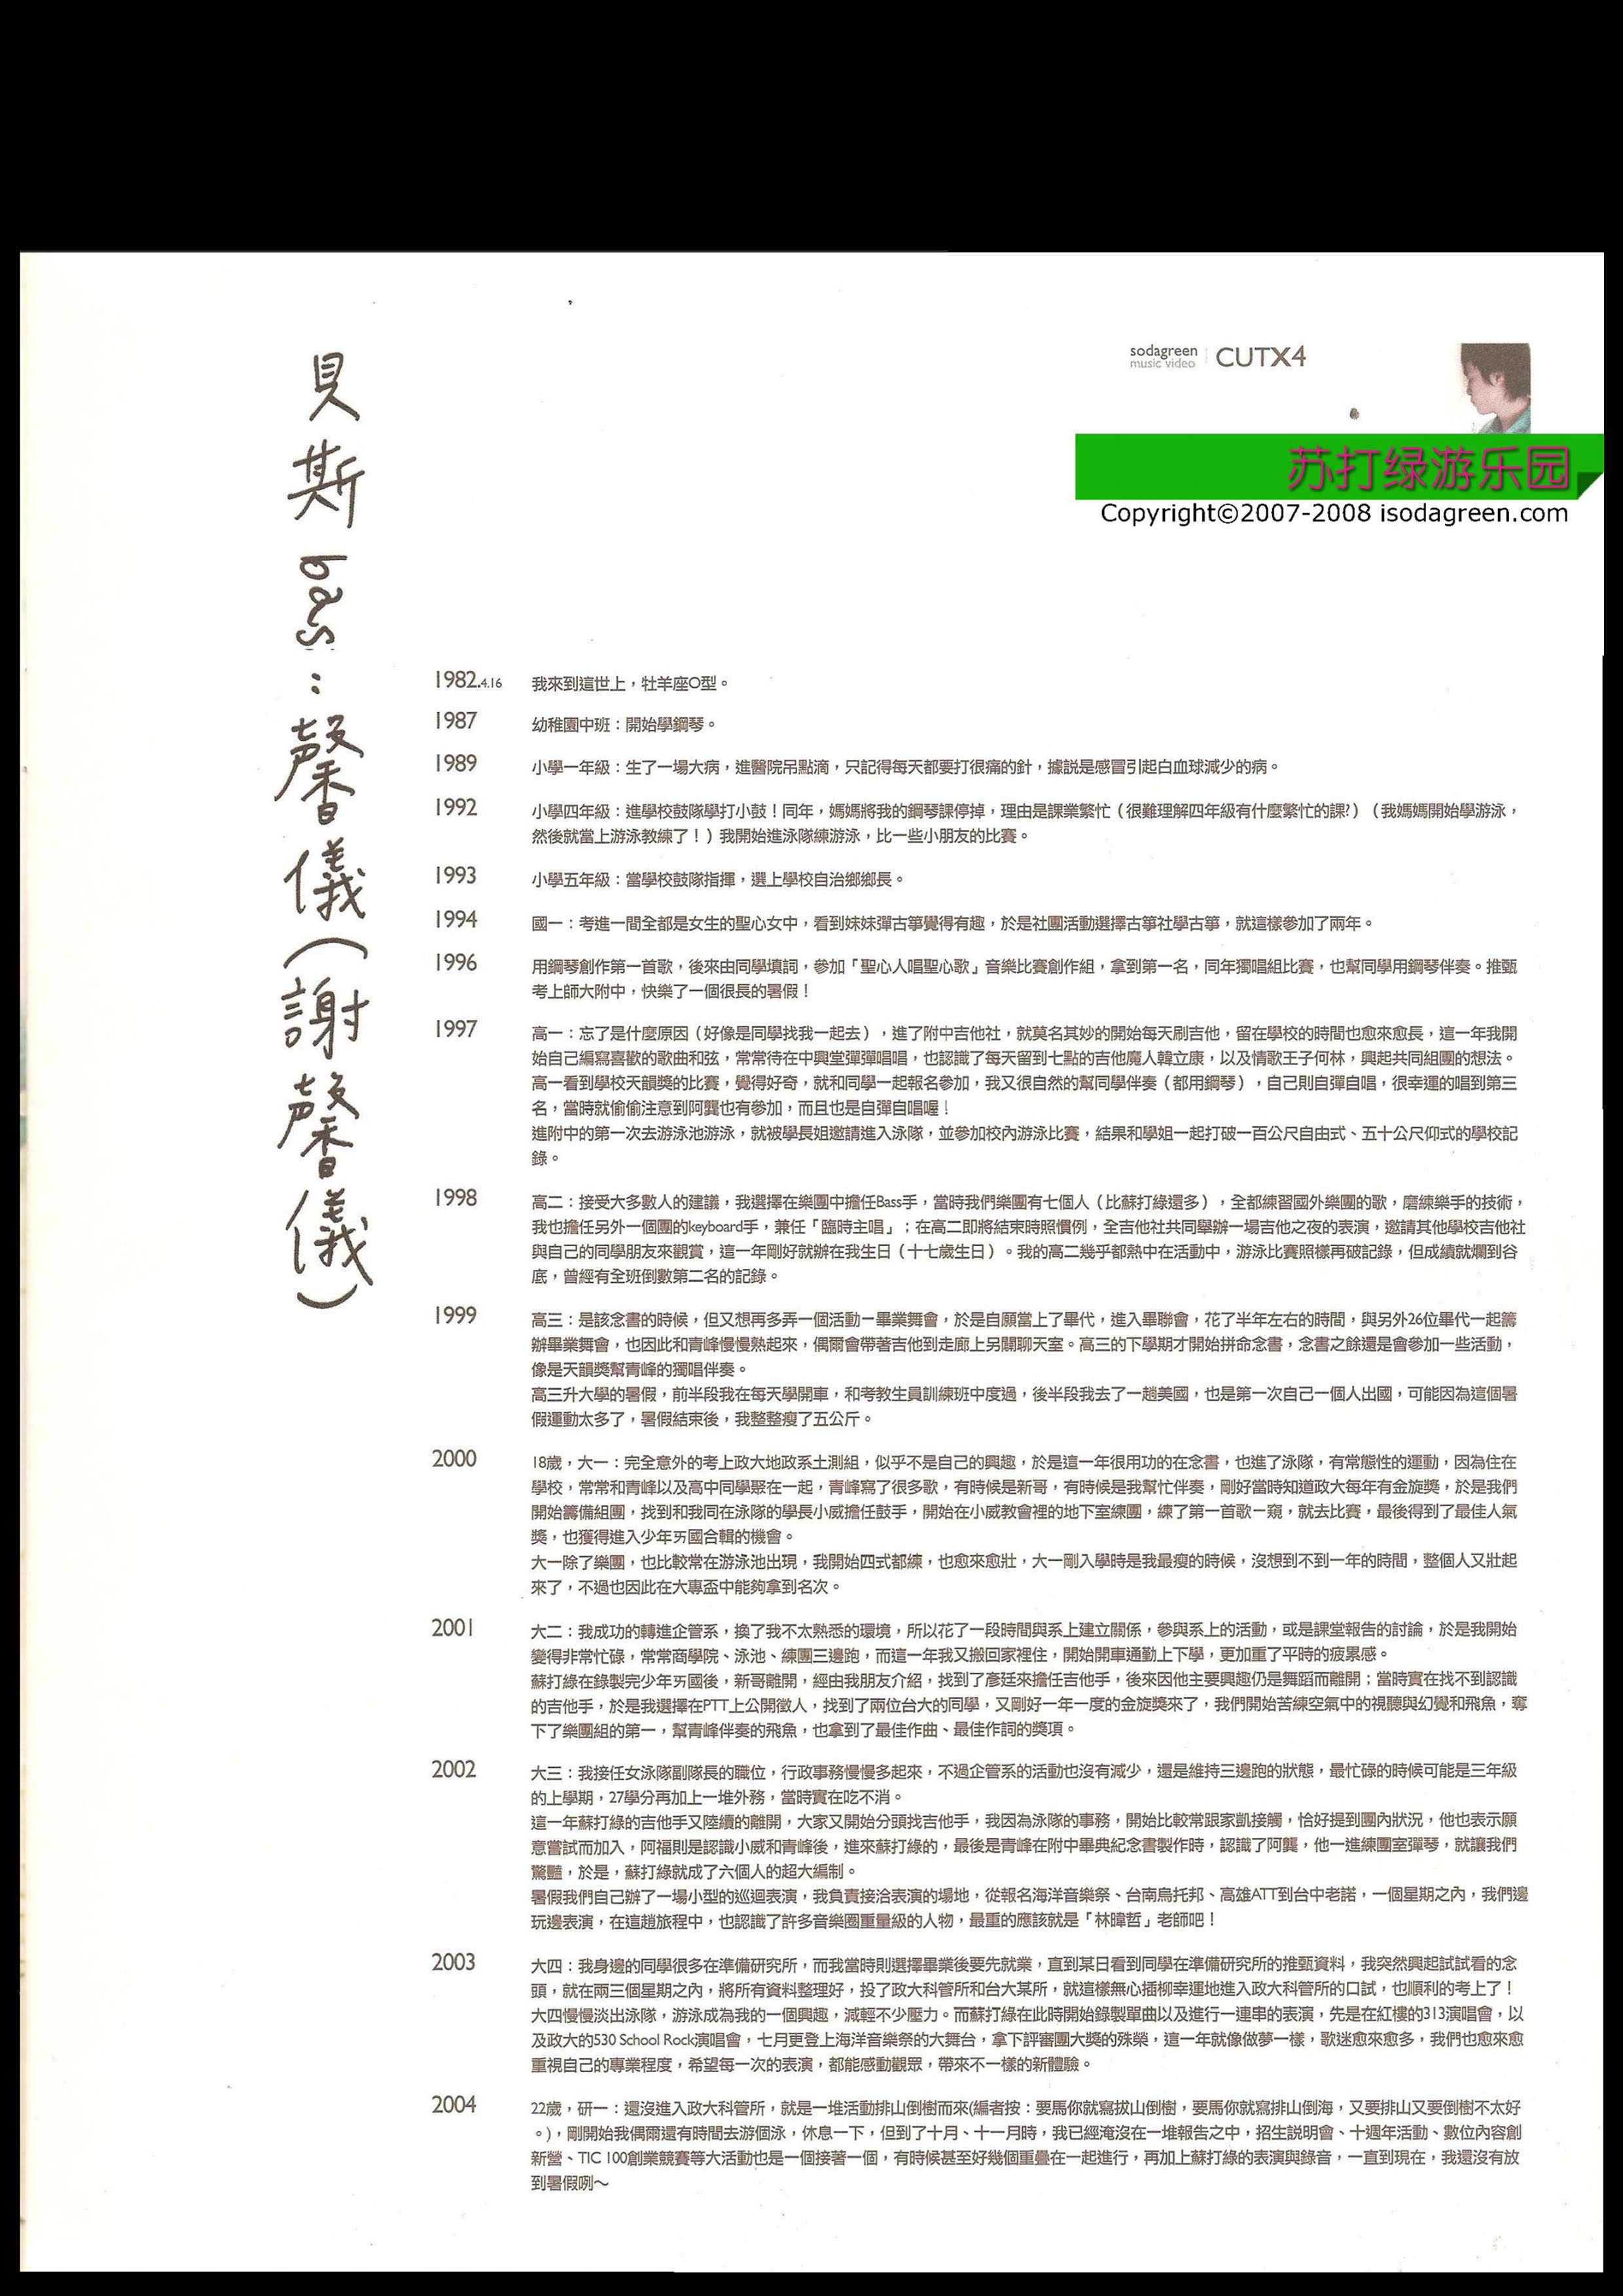 sodagreen
music video
CUTX4
苏打绿游乐园
Copyright©2007-2008 isodagreen.com
貝斯 bas:馨儀(謝馨儀)
1982.4.16 我來到這世上,牡羊座O型。
1987 幼稚園中班:開始學鋼琴。
1989 小學一年級:生了一場大病,進醫院吊點滴,只記得每天都要打很痛的針,據說是感冒引起白血球減少的病。
1992 小學四年級:進學校鼓隊學打小鼓!同年,媽媽將我的鋼琴課停掉,理由是課業繁忙(很難理解四年級有什麼繁忙的課?)(我媽媽開始學游泳,
然後就當上游泳教練了!)我開始進泳隊練游泳,比一些小朋友的比賽。
1993 小學五年級:當學校鼓隊指揮,選上學校自治鄉鄉長。
1994 國一:考進一間全都是女生的聖心女中,看到妹妹彈古箏覺得有趣,於是社團活動選擇古箏社學古箏,就這樣參加了兩年。
1996 用鋼琴創作第一首歌,後來由同學填詞,參加「聖心人唱聖心歌」音樂比賽創作組,拿到第一名,同年獨唱組比賽,也幫同學用鋼琴伴奏。推甄
考上師大附中,快樂了一個很長的暑假!
1997 高一:忘了是什麼原因(好像是同學找我一起去),進了附中吉他社,就莫名其妙的開始每天刷吉他,留在學校的時間也愈來愈長,這一年我開
始自己編寫喜歡的歌曲和弦,常常待在中興堂彈彈唱唱,也認識了每天留到七點的吉他魔人韓立康,以及情歌王子何林,興起共同組團的想法。
高一看到學校天韻獎的比賽,覺得好奇,就和同學一起報名參加,我又很自然的幫同學伴奏(都用鋼琴),自己則自彈自唱,很幸運的唱到第三
名,當時就偷偷注意到阿龔也有參加,而且也是自彈自唱喔!
進附中的第一次去游泳池游泳,就被學長姐邀請進入泳隊,並參加校內游泳比賽,結果和學姐一起打破一百公尺自由式、五十公尺仰式的學校記
錄。
1998 高二:接受大多數人的建議,我選擇在樂團中擔任Bass手,當時我們樂團有七個人(比蘇打綠還多),全都練習國外樂團的歌,磨練樂手的技術,
我也擔任另外一個團的keyboard手,兼任「臨時主唱」;在高二即將結束時照慣例,全吉他社共同舉辦一場吉他之夜的表演,邀請其他學校吉他社
與自己的同學朋友來觀賞,這一年剛好就辦在我生日(十七歲生日)。我的高二幾乎都熱中在活動中,游泳比賽照樣再破記錄,但成績就爛到谷
底,曾經有全班倒數第二名的記錄。
1999 高三:是該念書的時候,但又想再多弄一個活動-畢業舞會,於是自願當上了畢代,進入畢聯會,花了半年左右的時間,與另外26位畢代一起籌
辦畢業舞會,也因此和青峰慢慢熟起來,偶爾會帶著吉他到走廊上另闢聊天室。高三的下學期才開始拼命念書,念書之餘還是會參加一些活動,
像是天韻獎幫青峰的獨唱伴奏。
高三升大學的暑假,前半段我在每天學開車,和考教生員訓練班中度過,後半段我去了一趟美國,也是第一次自己一個人出國,可能因為這個暑
假運動太多了,暑假結束後,我整整瘦了五公斤。
2000 18歲,大一:完全意外的考上政大地政系土測組,似乎不是自己的興趣,於是這一年很用功的在念書,也進了泳隊,有常態性的運動,因為住在
學校,常常和青峰以及高中同學聚在一起,青峰寫了很多歌,有時候是新哥,有時候是我幫忙伴奏,剛好當時知道政大每年有金旋獎,於是我們
開始籌備組團,找到和我同在泳隊的學長小威擔任鼓手,開始在小威教會裡的地下室練團,練了第一首歌-窺,就去比賽,最後得到了最佳人氣
獎,也獲得進入少年ㄞ國合輯的機會。
大一除了樂團,也比較常在游泳池出現,我開始四式都練,也愈來愈壯,大一剛入學時是我最瘦的時候,沒想到不到一年的時間,整個人又壯起
來了,不過也因此在大專盃中能夠拿到名次。
2001 大二:我成功的轉進企管系,換了我不太熟悉的環境,所以花了一段時間與系上建立關係,參與系上的活動,或是課堂報告的討論,於是我開始
變得非常忙碌,常常商學院、泳池、練團三邊跑,而這一年我又搬回家裡住,開始開車通勤上下學,更加重了平時的疲累感。
蘇打綠在錄製完少年ㄞ國後,新哥離開,經由我朋友介紹,找到了彥廷來擔任吉他手,後來因他主要興趣仍是舞蹈而離開;當時實在找不到認識
的吉他手,於是我選擇在PTT上公開徵人,找到了兩位台大的同學,又剛好一年一度的金旋獎來了,我們開始苦練空氣中的視聽與幻覺和飛魚,奪
下了樂團組的第一,幫青峰伴奏的飛魚,也拿到了最佳作曲、最佳作詞的獎項。
2002 大三:我接任女泳隊副隊長的職位,行政事務慢慢多起來,不過企管系的活動也沒有減少,還是維持三邊跑的狀態,最忙碌的時候可能是三年級
的上學期,27學分再加上一堆外務,當時實在吃不消。
這一年蘇打綠的吉他手又陸續的離開,大家又開始分頭找吉他手,我因為泳隊的事務,開始比較常跟家凱接觸,恰好提到團內狀況,他也表示願
意嘗試而加入,阿福則是認識小威和青峰後,進來蘇打綠的,最後是青峰在附中畢典紀念書製作時,認識了阿龔,他一進練團室彈琴,就讓我們
驚豔,於是,蘇打綠就成了六個人的超大編制。
暑假我們自己辦了一場小型的巡迴表演,我負責接洽表演的場地,從報名海洋音樂祭、台南烏托邦、高雄ATT到台中老諾,一個星期之內,我們邊
玩邊表演,在這趟旅程中,也認識了許多音樂圈重量級的人物,最重的應該就是「林暐哲」老師吧!
2003 大四:我身邊的同學很多在準備研究所,而我當時則選擇畢業後要先就業,直到某日看到同學在準備研究所的推甄資料,我突然興起試試看的念
頭,就在兩三個星期之內,將所有資料整理好,投了政大科管所和台大某所,就這樣無心插柳幸運地進入政大科管所的口試,也順利的考上了!
大四慢慢淡出泳隊,游泳成為我的一個興趣,減輕不少壓力。而蘇打綠在此時開始錄製單曲以及進行一連串的表演,先是在紅樓的313演唱會,以
及政大的530 School Rock演唱會,七月更登上海洋音樂祭的大舞台,拿下評審團大獎的殊榮,這一年就像做夢一樣,歌迷愈來愈多,我們也愈來愈
重視自己的專業程度,希望每一次的表演,都能感動觀眾,帶來不一樣的新體驗。
2004 22歲,研一:還沒進入政大科管所,就是一堆活動排山倒樹而來(編者按:要馬你就寫拔山倒樹,要馬你就寫排山倒海,又要排山又要倒樹不太好
。),剛開始我偶爾還有時間去游個泳,休息一下,但到了十月、十一月時,我已經淹沒在一堆報告之中,招生說明會、十週年活動、數位內容創
新營、TIC 100創業競賽等大活動也是一個接著一個,有時候甚至好幾個重疊在一起進行,再加上蘇打綠的表演與錄音,一直到現在,我還沒有放
到暑假咧~